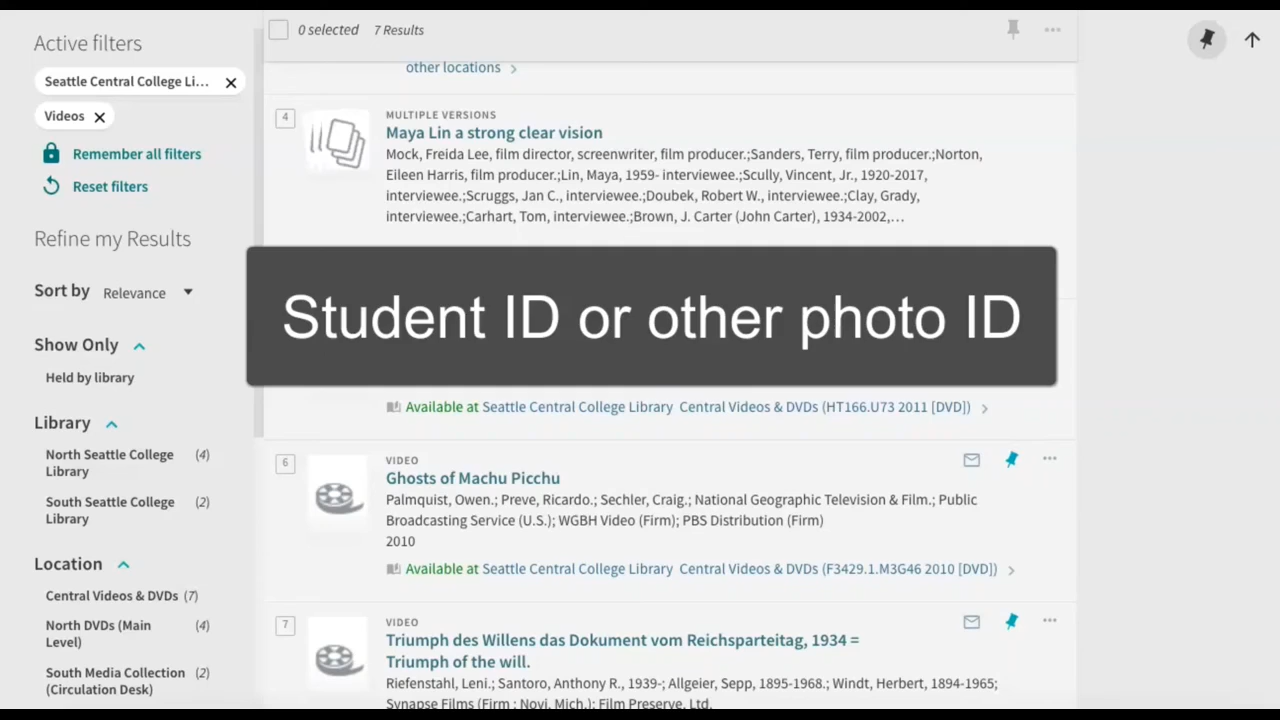 Active filters
Seattle Central College Li...
Videos
Remember all filters
Reset filters
Refine my Results
Sort by Relevance
Show Only
Held by library
Library
North Seattle College (4)
Library
South Seattle College (2)
Library
Location
Central Videos & DVDs (7)
North DVDs (Main (4)
Level)
South Media Collection (2)
(Circulation Desk)
0 selected 7 Results
other locations
4
MULTIPLE VERSIONS
Maya Lin a strong clear vision
Mock, Freida Lee, film director, screenwriter, film producer.;Sanders, Terry, film producer.;Norton,
Eileen Harris, film producer.;Lin, Maya, 1959- interviewee.;Scully, Vincent, Jr., 1920-2017,
interviewee.;Scruggs, Jan C., interviewee.;Doubek, Robert W., interviewee.;Clay, Grady,
interviewee.;Carhart, Tom, interviewee.;Brown, J. Carter (John Carter), 1934-2002,...
Student ID or other photo ID
Available at Seattle Central College Library Central Videos & DVDs (HT166.U73 2011 [DVD])
6
VIDEO
Ghosts of Machu Picchu
Palmquist, Owen.; Preve, Ricardo.; Sechler, Craig.; National Geographic Television & Film.; Public
Broadcasting Service (U.S.); WGBH Video (Firm); PBS Distribution (Firm)
2010
Available at Seattle Central College Library Central Videos & DVDs (F3429.1.M3G46 2010 [DVD])
7
VIDEO
Triumph des Willens das Dokument vom Reichsparteitag, 1934 =
Triumph of the will.
Riefenstahl, Leni.; Santoro, Anthony R., 1939-; Allgeier, Sepp, 1895-1968.; Windt, Herbert, 1894-1965;
Synapse Films (Firm : Novi, Mich.); Film Preserve, Ltd.